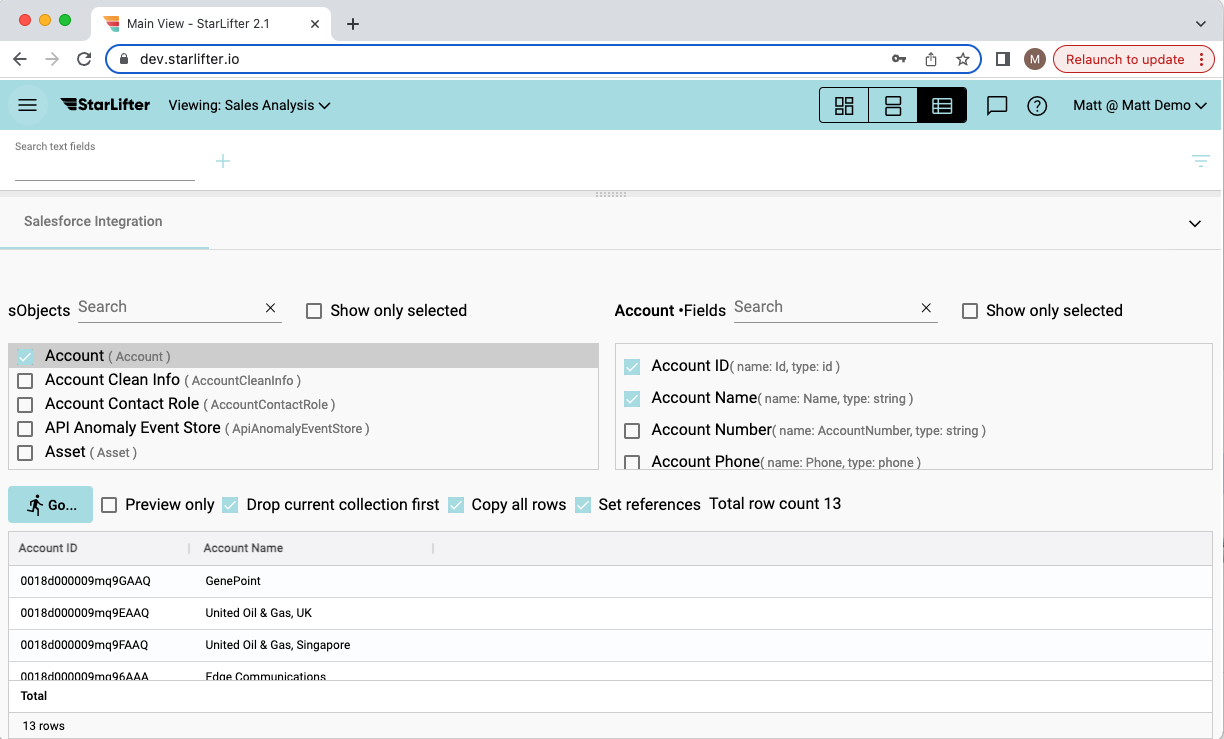 Main View - StarLifter 2.1
dev.starlifter.io
M
Relaunch to update
StarLifter
Viewing: Sales Analysis
Matt @ Matt Demo
Search text fields
Salesforce Integration
sObjects Search Show only selected
Account •Fields Search Show only selected
Account ( Account )
Account Clean Info ( AccountCleanInfo )
Account Contact Role ( AccountContactRole )
API Anomaly Event Store ( ApiAnomalyEventStore )
Asset ( Asset )
Account ID( name: Id, type: id )
Account Name( name: Name, type: string )
Account Number( name: AccountNumber, type: string )
Account Phone( name: Phone, type: phone )
Go... Preview only Drop current collection first Copy all rows Set references Total row count 13
Account ID Account Name
0018d000009mq9GAAQ GenePoint
0018d000009mq9EAAQ United Oil & Gas, UK
0018d000009mq9FAAQ United Oil & Gas, Singapore
0018d000009mq96AAA Edge Communications
Total
13 rows